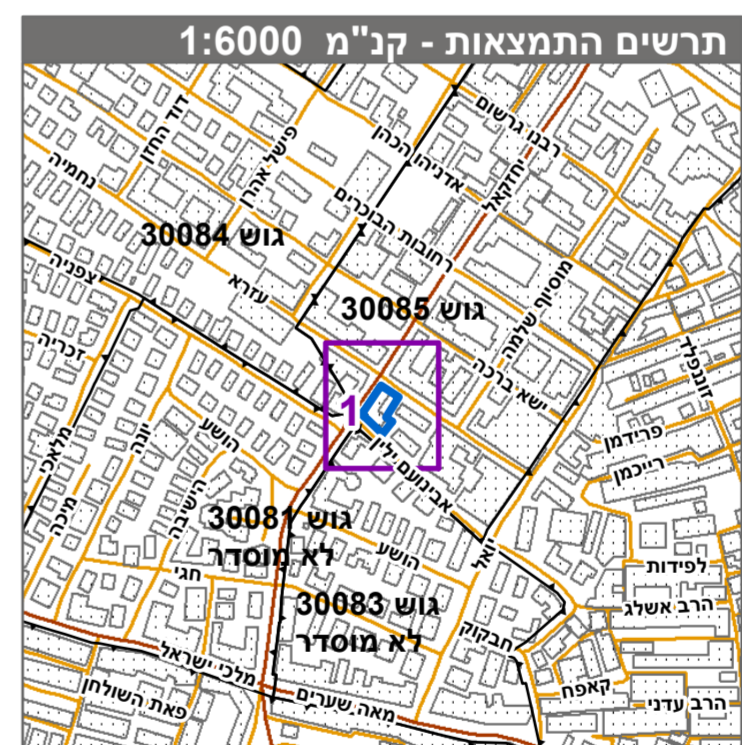 תרשים התמצאות - קנ"מ 1:6000
רבנו גרשום
דוד החזן
פישל אהרן
אדניהו הכהן
יחזקאל
נחמיה
רחובות הבוכרים
גוש 30084
צפניה
עזרא
מוסיוף שלמה
גוש 30085
זכריה
זוננפלד
ישא ברכה
1
הושע
יונה
מלאכי
פרידמן
רייכמן
אבינועם ילין
הישיבה
מיכה
גוש 30081
לא מוסדר
הושע
יואל
לפידות
חגי
גוש 30083
לא מוסדר
הרב אשלג
חבקוק
מלכי ישראל
פאת השולחן
מאה שערים
קאפח
הרב עדני